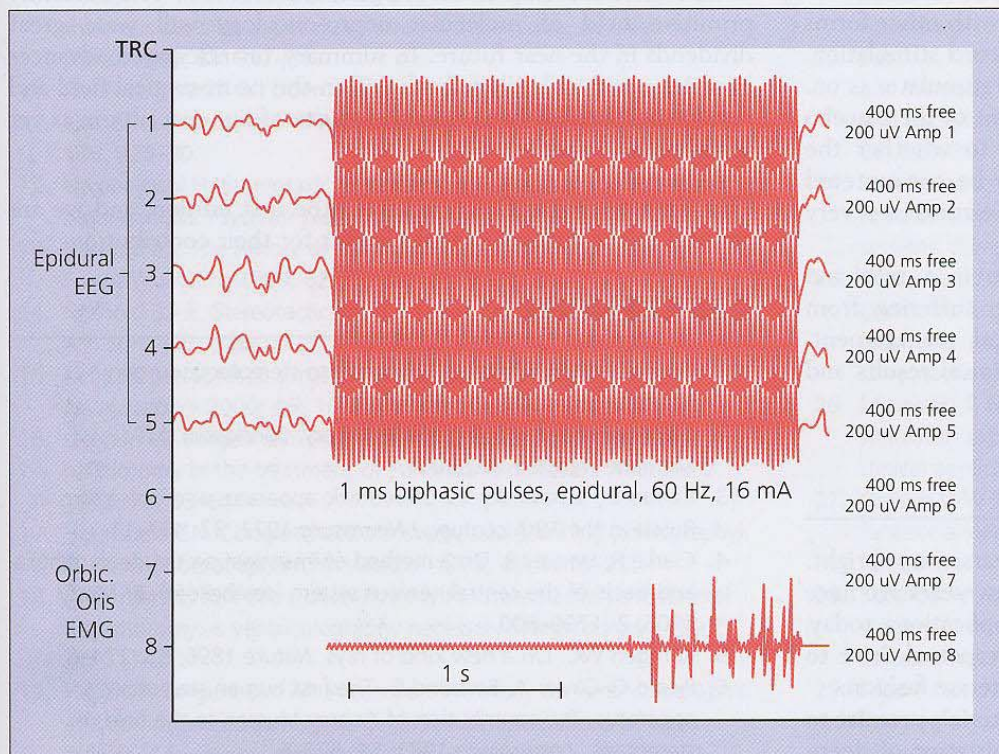 TRC
1
400 ms free
200 uV Amp 1
2
400 ms free
200 uV Amp 2
Epidural
EEG
3
400 ms free
200 uV Amp 3
4
400 ms free
200 uV Amp 4
5
400 ms free
200 uV Amp 5
1 ms biphasic pulses, epidural, 60 Hz, 16 mA
6
400 ms free
200 uV Amp 6
Orbic.
Oris
EMG
7
400 ms free
200 uV Amp 7
8
400 ms free
200 uV Amp 8
1 s